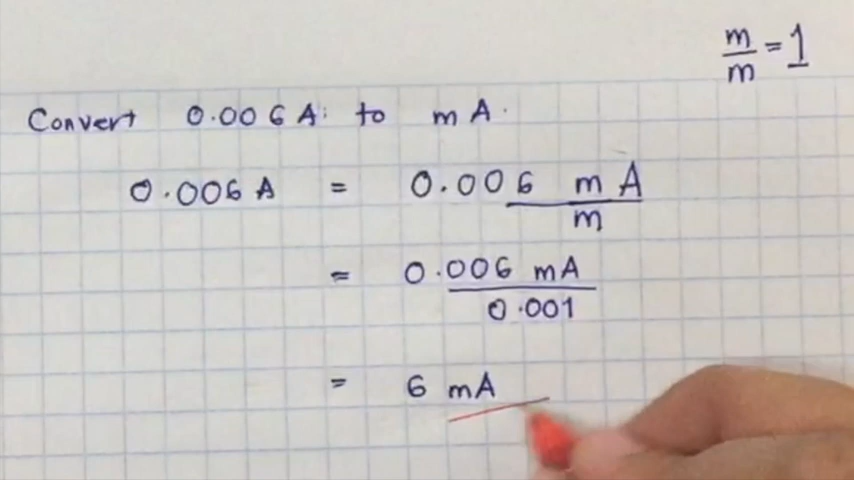 m/m = 1
Convert 0.006 A to mA.
0.006 A = 0.006 mA/m
= 0.006 mA/0.001
= 6 mA